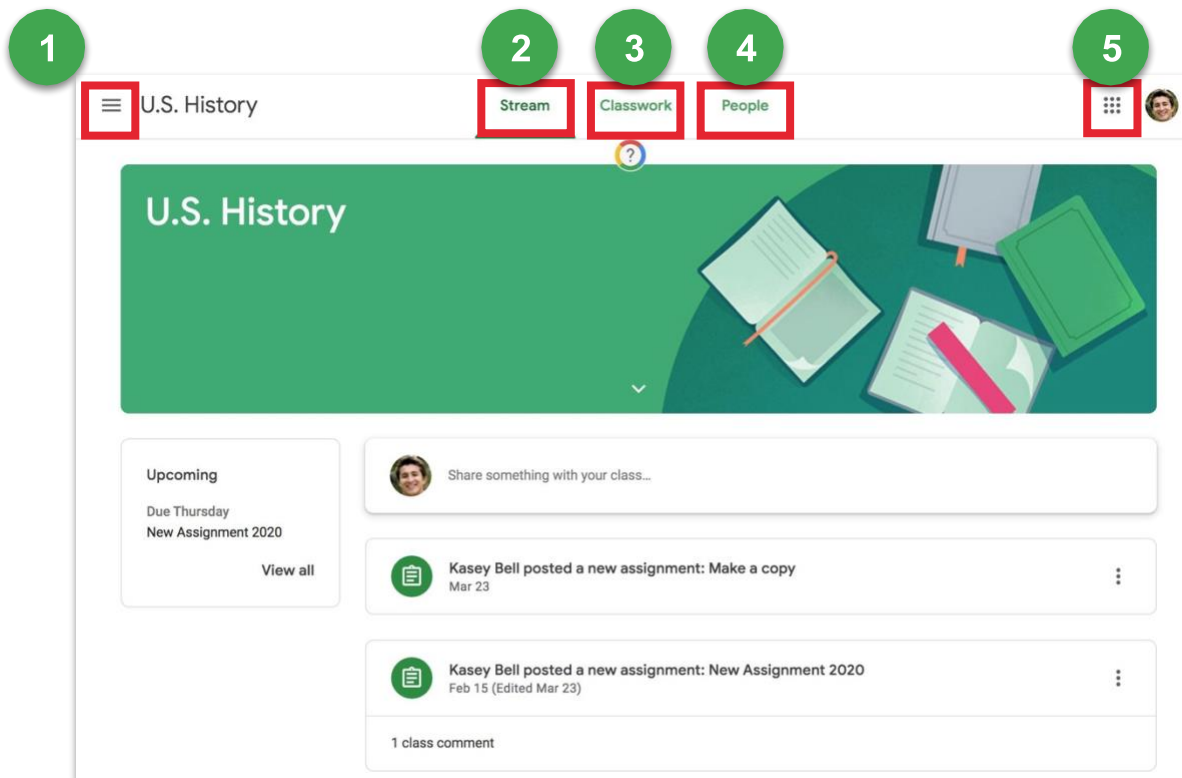 1
2
3
4
5
U.S. History
Stream
Classwork
People
?
U.S. History
Upcoming
Due Thursday
New Assignment 2020
View all
Share something with your class...
Kasey Bell posted a new assignment: Make a copy
Mar 23
Kasey Bell posted a new assignment: New Assignment 2020
Feb 15 (Edited Mar 23)
1 class comment